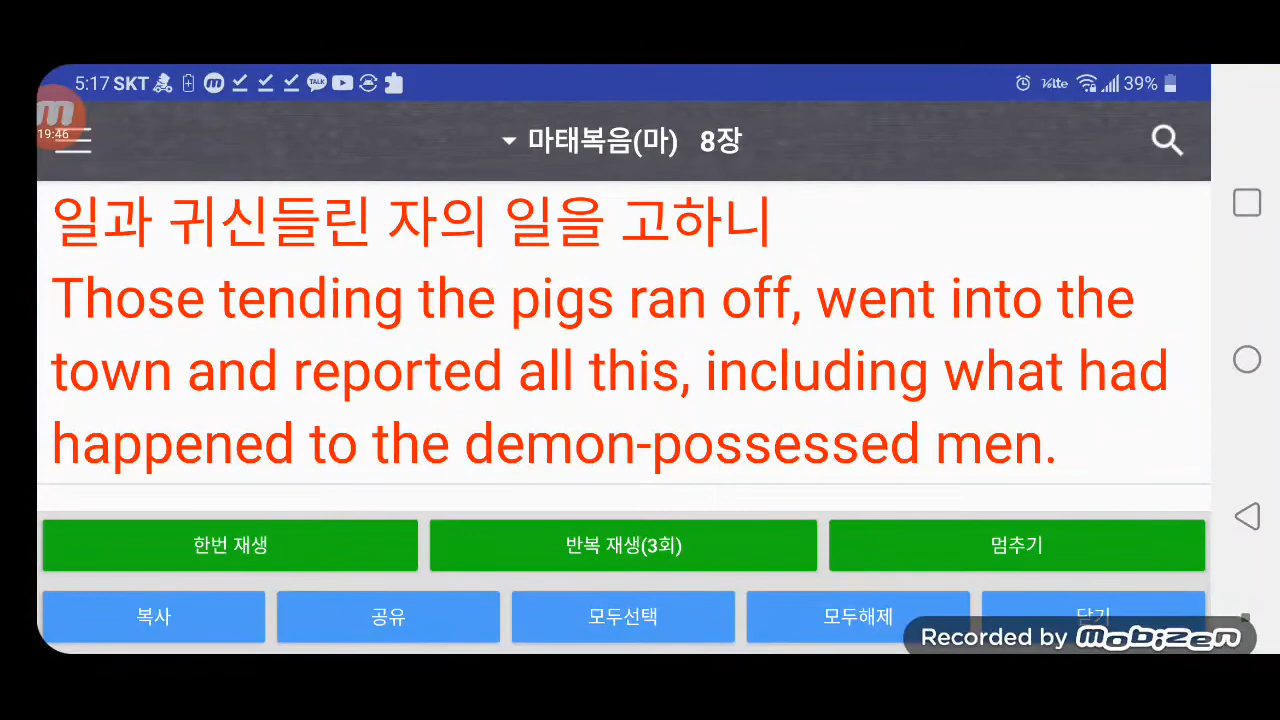 5:17 SKT
TALK
VoLTE
39%
19:46
마태복음(마) 8장
일과 귀신들린 자의 일을 고하니
Those tending the pigs ran off, went into the
town and reported all this, including what had
happened to the demon-possessed men.
한번 재생
반복 재생(3회)
멈추기
복사
공유
모두선택
모두해제
닫기
Recorded by mobizen